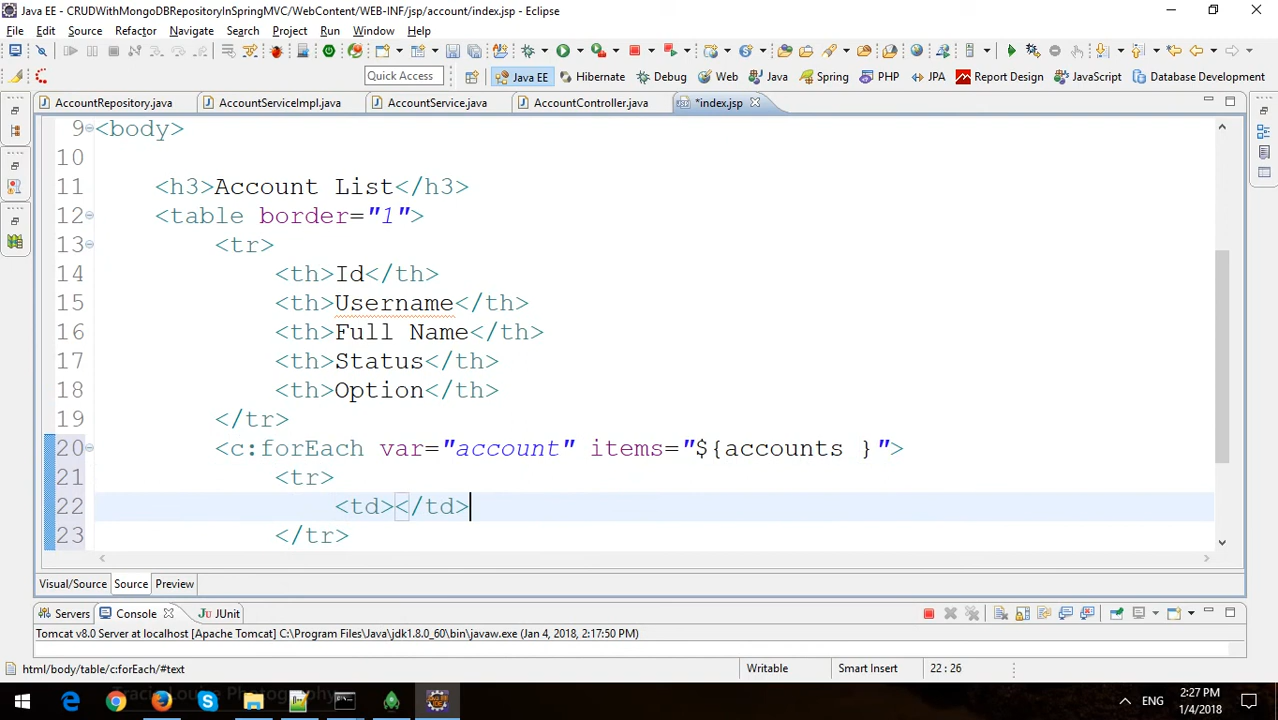 Java EE - CRUDWithMongoDBRepositoryInSpringMVC/WebContent/WEB-INF/jsp/account/index.jsp - Eclipse
File Edit Source Refactor Navigate Search Project Run Window Help
Quick Access Java EE Hibernate Debug Web Java Spring PHP JPA Report Design JavaScript Database Development
AccountRepository.java AccountServiceImpl.java AccountService.java AccountController.java *index.jsp
9 <body>
10
11 <h3>Account List</h3>
12 <table border="1">
13 <tr>
14 <th>Id</th>
15 <th>Username</th>
16 <th>Full Name</th>
17 <th>Status</th>
18 <th>Option</th>
19 </tr>
20 <c:forEach var="account" items="${accounts }">
21 <tr>
22 <td></td>
23 </tr>
Visual/Source Source Preview
Servers Console JUnit
Tomcat v8.0 Server at localhost [Apache Tomcat] C:\Program Files\Java\jdk1.8.0_60\bin\javaw.exe (Jan 4, 2018, 2:17:50 PM)
html/body/table/c:forEach/#text Writable Smart Insert 22 : 26
Tracie Louise Photography
ENG
2:27 PM
1/4/2018